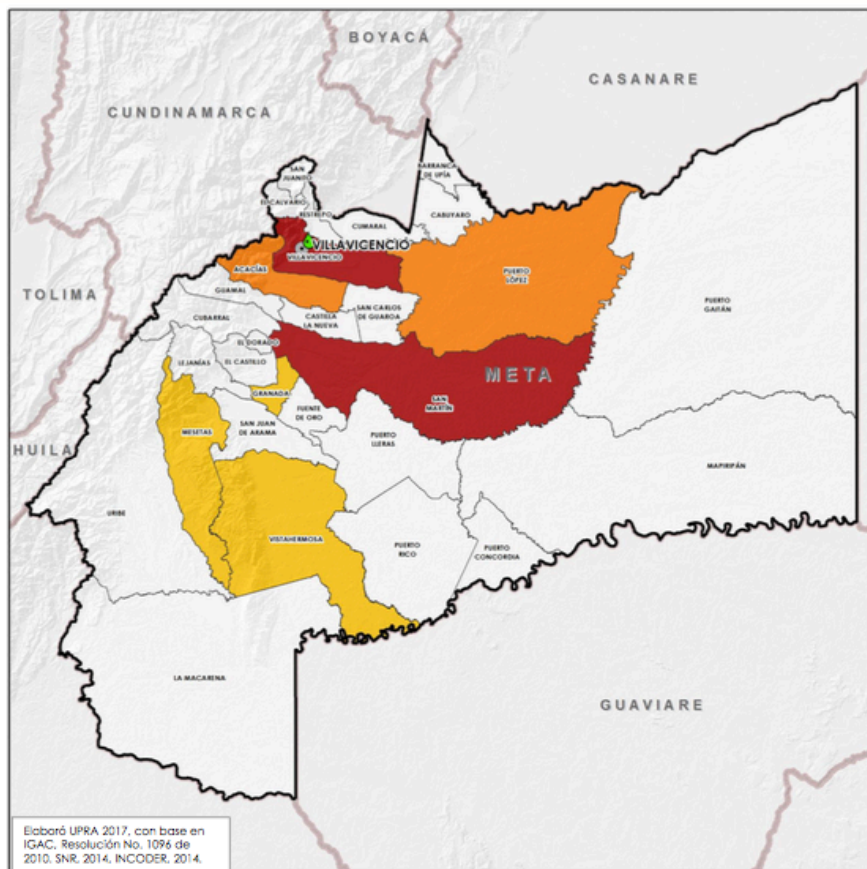 BOYACÁ
CASANARE
CUNDINAMARCA
BARRANCA
DE UPÍA
SAN
JUANITO
EL CALVARIO
RESTREPO
CABUYARO
CUMARAL
VILLAVICENCIO
VILLAVICENCIO
ACACÍAS
PUERTO
LÓPEZ
TOLIMA
GUAMAL
PUERTO
GAITÁN
SAN CARLOS
DE GUAROA
CASTILLA
LA NUEVA
CUBARRAL
EL DORADO
LEJANÍAS
EL CASTILLO
META
GRANADA
SAN
MARTÍN
FUENTE
DE ORO
SAN JUAN
DE ARAMA
MESETAS
PUERTO
LLERAS
HUILA
MAPIRIPÁN
URIBE
VISTAHERMOSA
PUERTO
RICO
PUERTO
CONCORDIA
LA MACARENA
GUAVIARE
Elaboró UPRA 2017, con base en
IGAC, Resolución No. 1096 de
2010. SNR, 2014, INCODER, 2014.